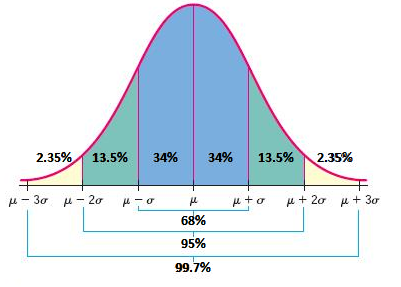 2.35% 13.5% 34% 34% 13.5% 2.35%
μ − 3σ μ − 2σ μ − σ μ μ + σ μ + 2σ μ + 3σ
68%
95%
99.7%